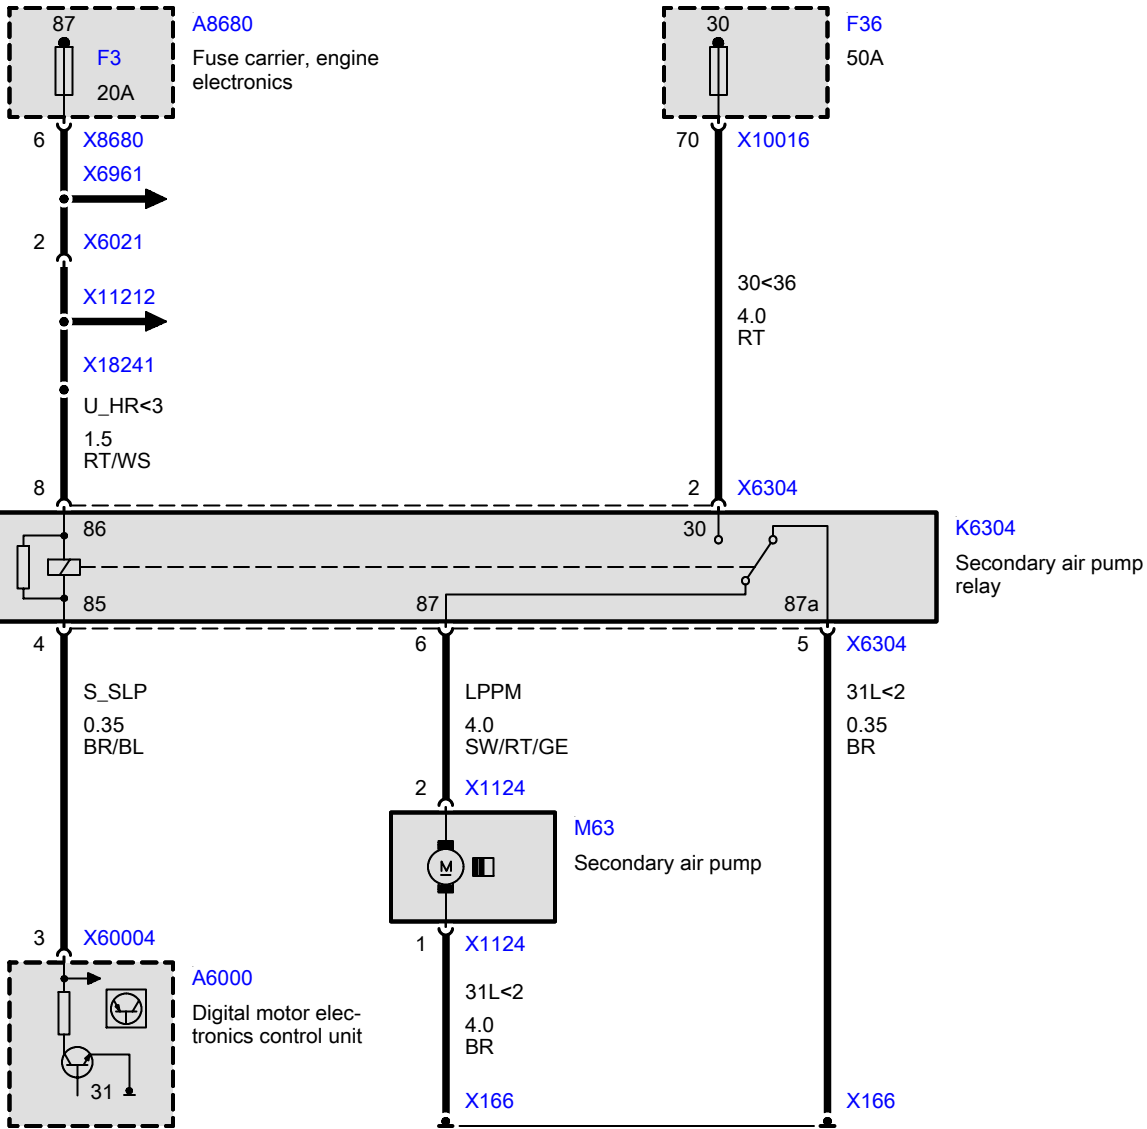 87
A8680
F3
Fuse carrier, engine
electronics
20A
30
F36
50A
6
X8680
X6961
70
X10016
2
X6021
X11212
30<36
4.0
RT
X18241
U_HR<3
1.5
RT/WS
8
2
X6304
86
30
K6304
Secondary air pump
relay
85
87
87a
4
6
5
X6304
S_SLP
0.35
BR/BL
LPPM
4.0
SW/RT/GE
31L<2
0.35
BR
2
X1124
M63
M
Secondary air pump
3
X60004
1
X1124
A6000
Digital motor elec-
tronics control unit
31
31L<2
4.0
BR
X166
X166